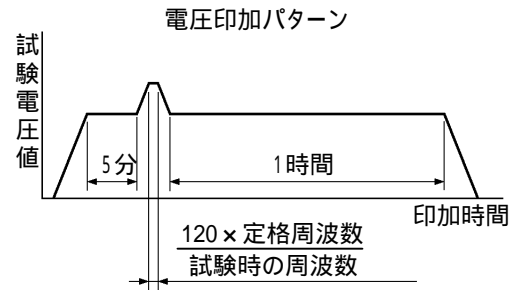 電圧印加パターン
試験電圧値
5分
1時間
印加時間
120×定格周波数
試験時の周波数